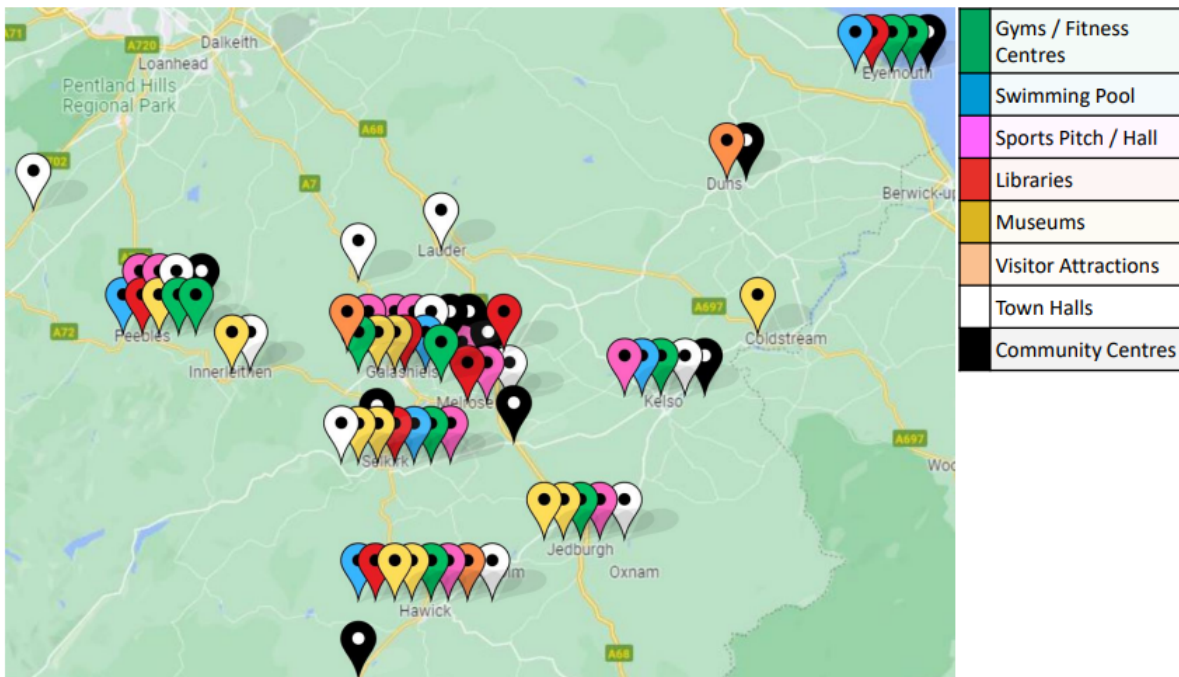 A71
A720
Dalkeith
Loanhead
Pentland Hills
Regional Park
A68
Eyemouth
702
A7
Duns
Berwick-up
Lauder
A697
Peebles
A72
Innerleithen
Galashiels
Coldstream
Melrose
Kelso
Selkirk
A697
Woo
Jedburgh
Oxnam
Hawick
A68
Gyms / Fitness
Centres
Swimming Pool
Sports Pitch / Hall
Libraries
Museums
Visitor Attractions
Town Halls
Community Centres